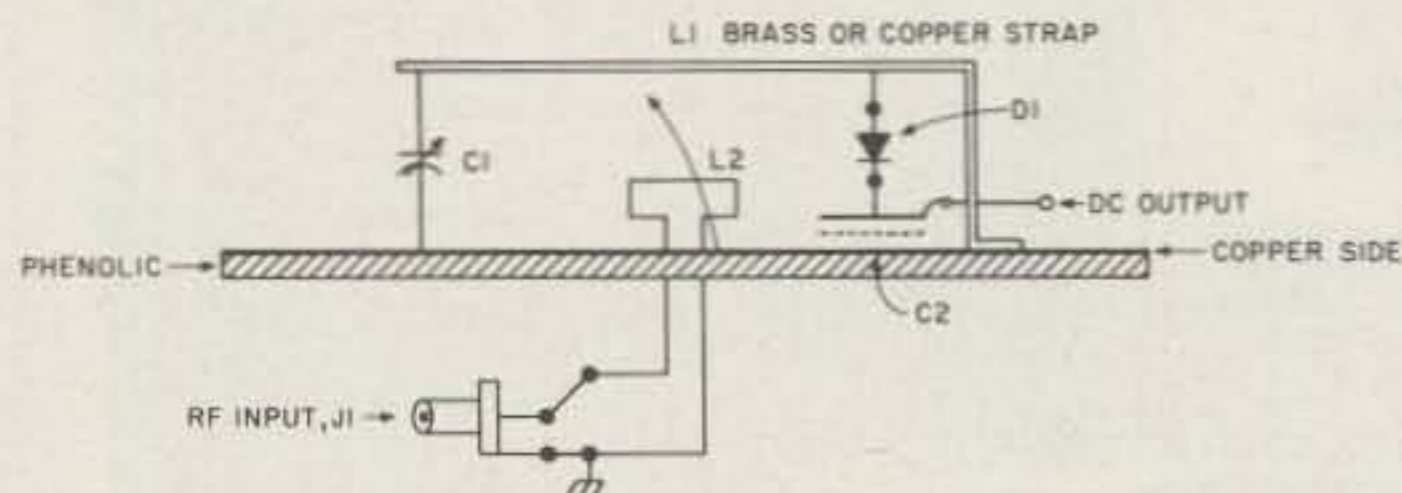 L1 BRASS OR COPPER STRAP
D1
C1
L2
DC OUTPUT
PHENOLIC
COPPER SIDE
C2
RF INPUT, J1